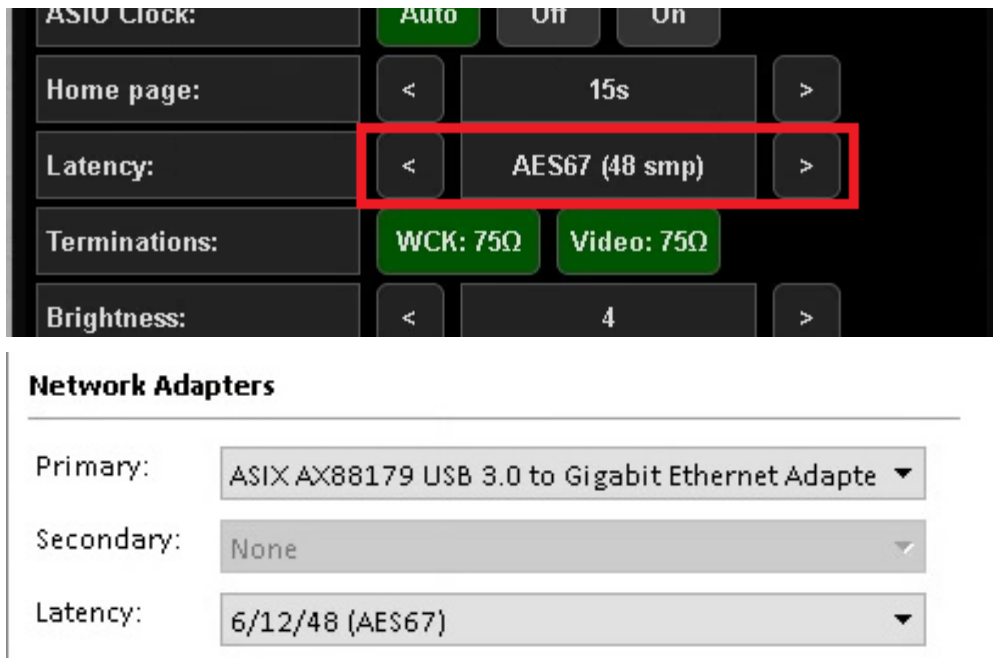 ASIO Clock: Auto Off On
Home page: < 15s >
Latency: < AES67 (48 smp) >
Terminations: WCK: 75Ω Video: 75Ω
Brightness: < 4 >
Network Adapters
Primary: ASIX AX88179 USB 3.0 to Gigabit Ethernet Adapte
Secondary: None
Latency: 6/12/48 (AES67)